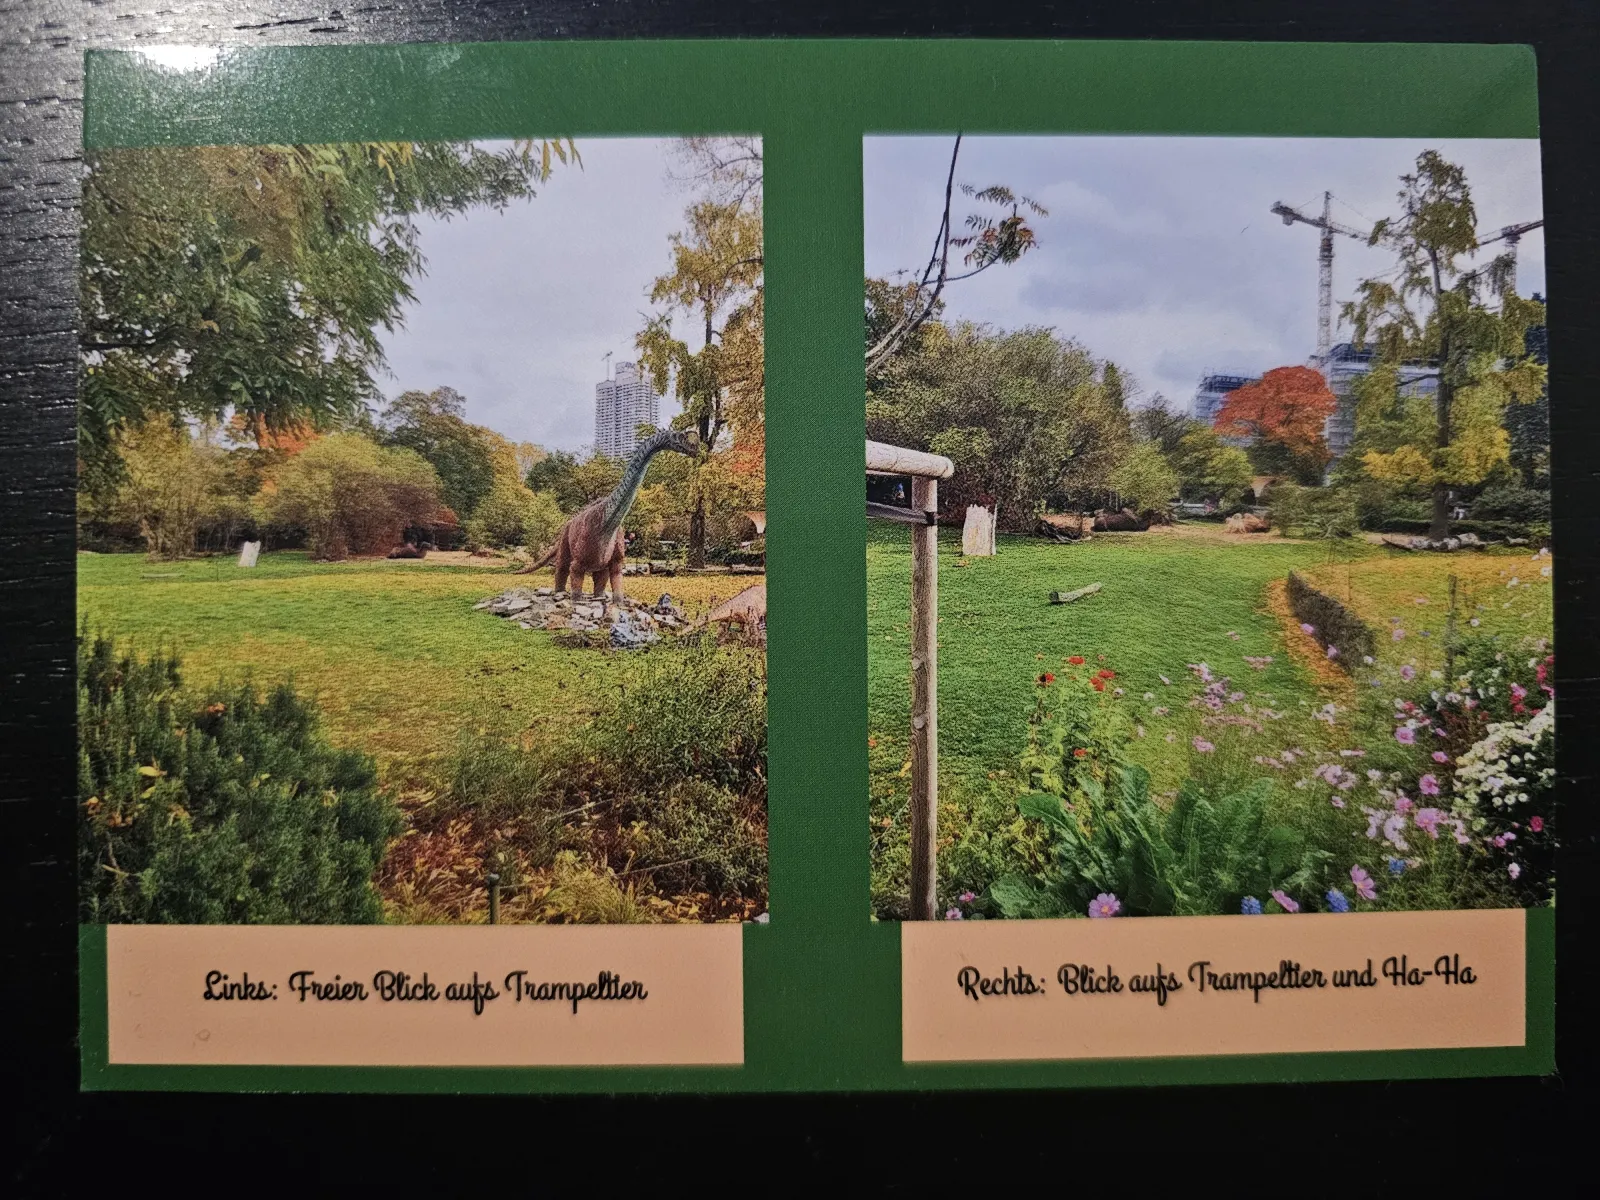 Links: Freier Blick aufs Trampeltier
Rechts: Blick aufs Trampeltier und Ha-Ha